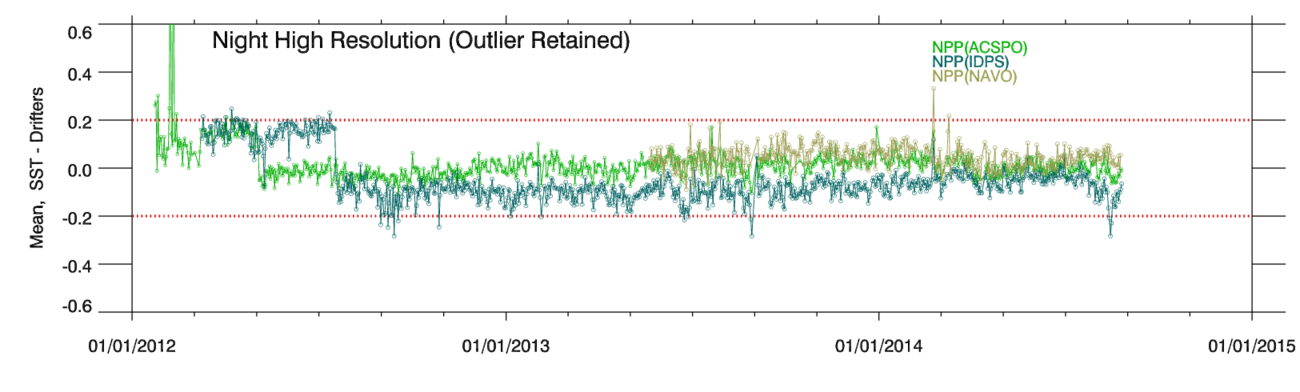 Night High Resolution (Outlier Retained)
NPP(ACSPO)
NPP(IDPS)
NPP(NAVO)
Mean, SST - Drifters
0.6
0.4
0.2
0.0
-0.2
-0.4
-0.6
01/01/2012
01/01/2013
01/01/2014
01/01/2015